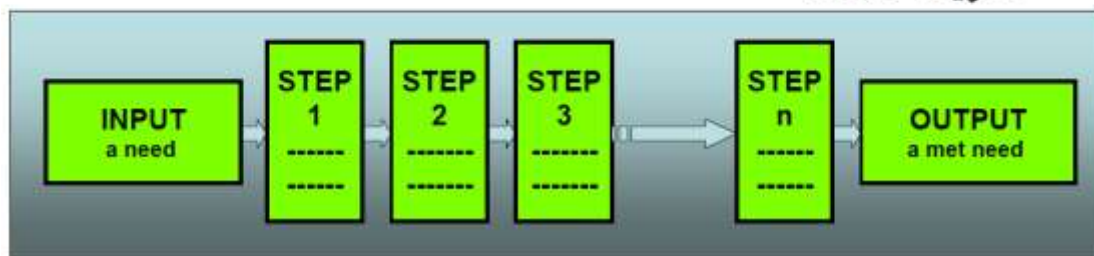 INPUT
a need
STEP
1
------
------
STEP
2
-------
-------
STEP
3
-------
-------
STEP
n
------
------
OUTPUT
a met need